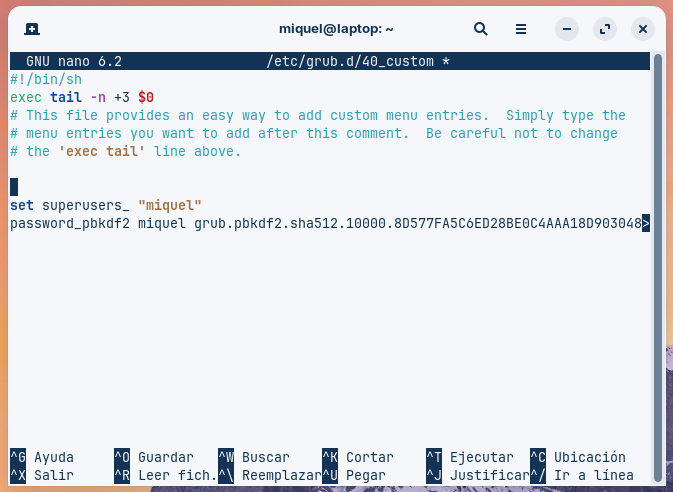 miquel@laptop: ~
GNU nano 6.2 /etc/grub.d/40_custom *
#!/bin/sh
exec tail -n +3 $0
# This file provides an easy way to add custom menu entries.  Simply type the
# menu entries you want to add after this comment.  Be careful not to change
# the 'exec tail' line above.
set superusers_ "miquel"
password_pbkdf2 miquel grub.pbkdf2.sha512.10000.8D577FA5C6ED28BE0C4AAA18D903048>
^G Ayuda ^O Guardar ^W Buscar ^K Cortar ^T Ejecutar ^C Ubicación
^X Salir ^R Leer fich. ^\ Reemplazar ^U Pegar ^J Justificar ^/ Ir a línea